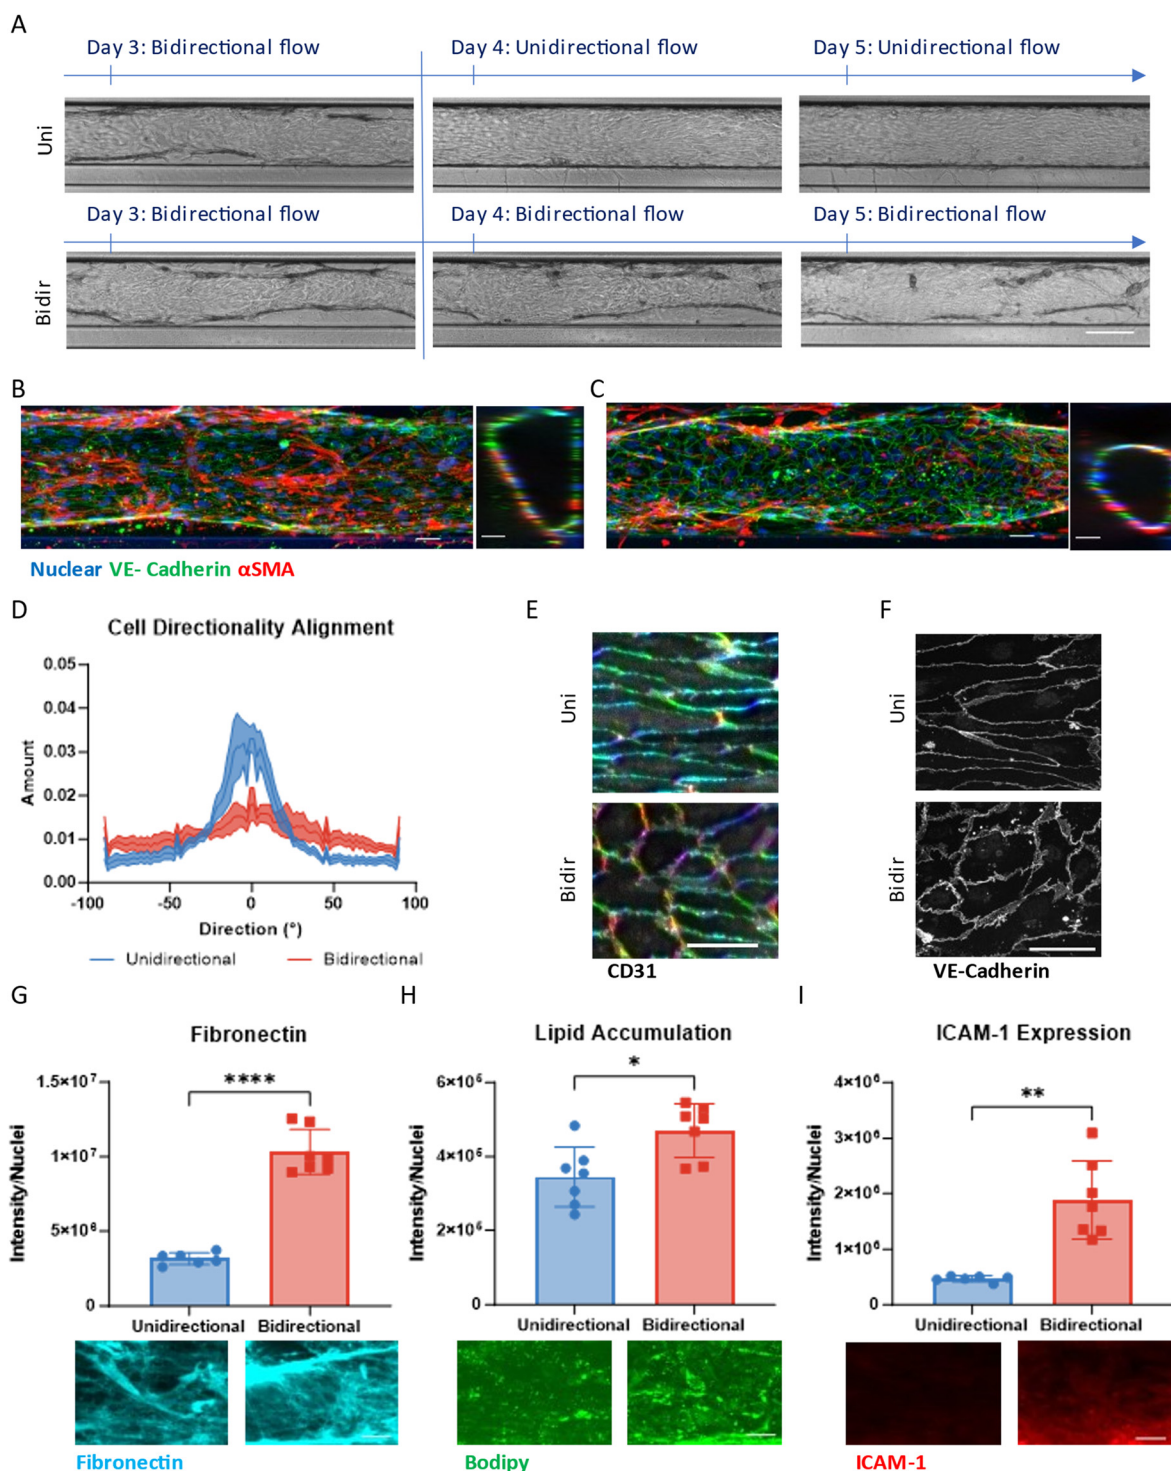 A
Day 3: Bidirectional flow Day 4: Unidirectional flow Day 5: Unidirectional flow
Uni
Day 3: Bidirectional flow Day 4: Bidirectional flow Day 5: Bidirectional flow
Bidir
B C
Nuclear VE- Cadherin αSMA
D E F
Cell Directionality Alignment
0.05
0.04
0.03
0.02
0.01
0.00
Amount
-100 -50 0 50 100
Direction (°)
Unidirectional Bidirectional
Uni
Bidir
CD31
Uni
Bidir
VE-Cadherin
G H I
Fibronectin
****
1.5×10⁷
1×10⁷
5×10⁶
0
Intensity/Nuclei
Unidirectional Bidirectional
Fibronectin
Lipid Accumulation
*
6×10⁶
4×10⁶
2×10⁶
0
Intensity/Nuclei
Unidirectional Bidirectional
Bodipy
ICAM-1 Expression
**
4×10⁶
3×10⁶
2×10⁶
1×10⁶
0
Intensity/Nuclei
Unidirectional Bidirectional
ICAM-1